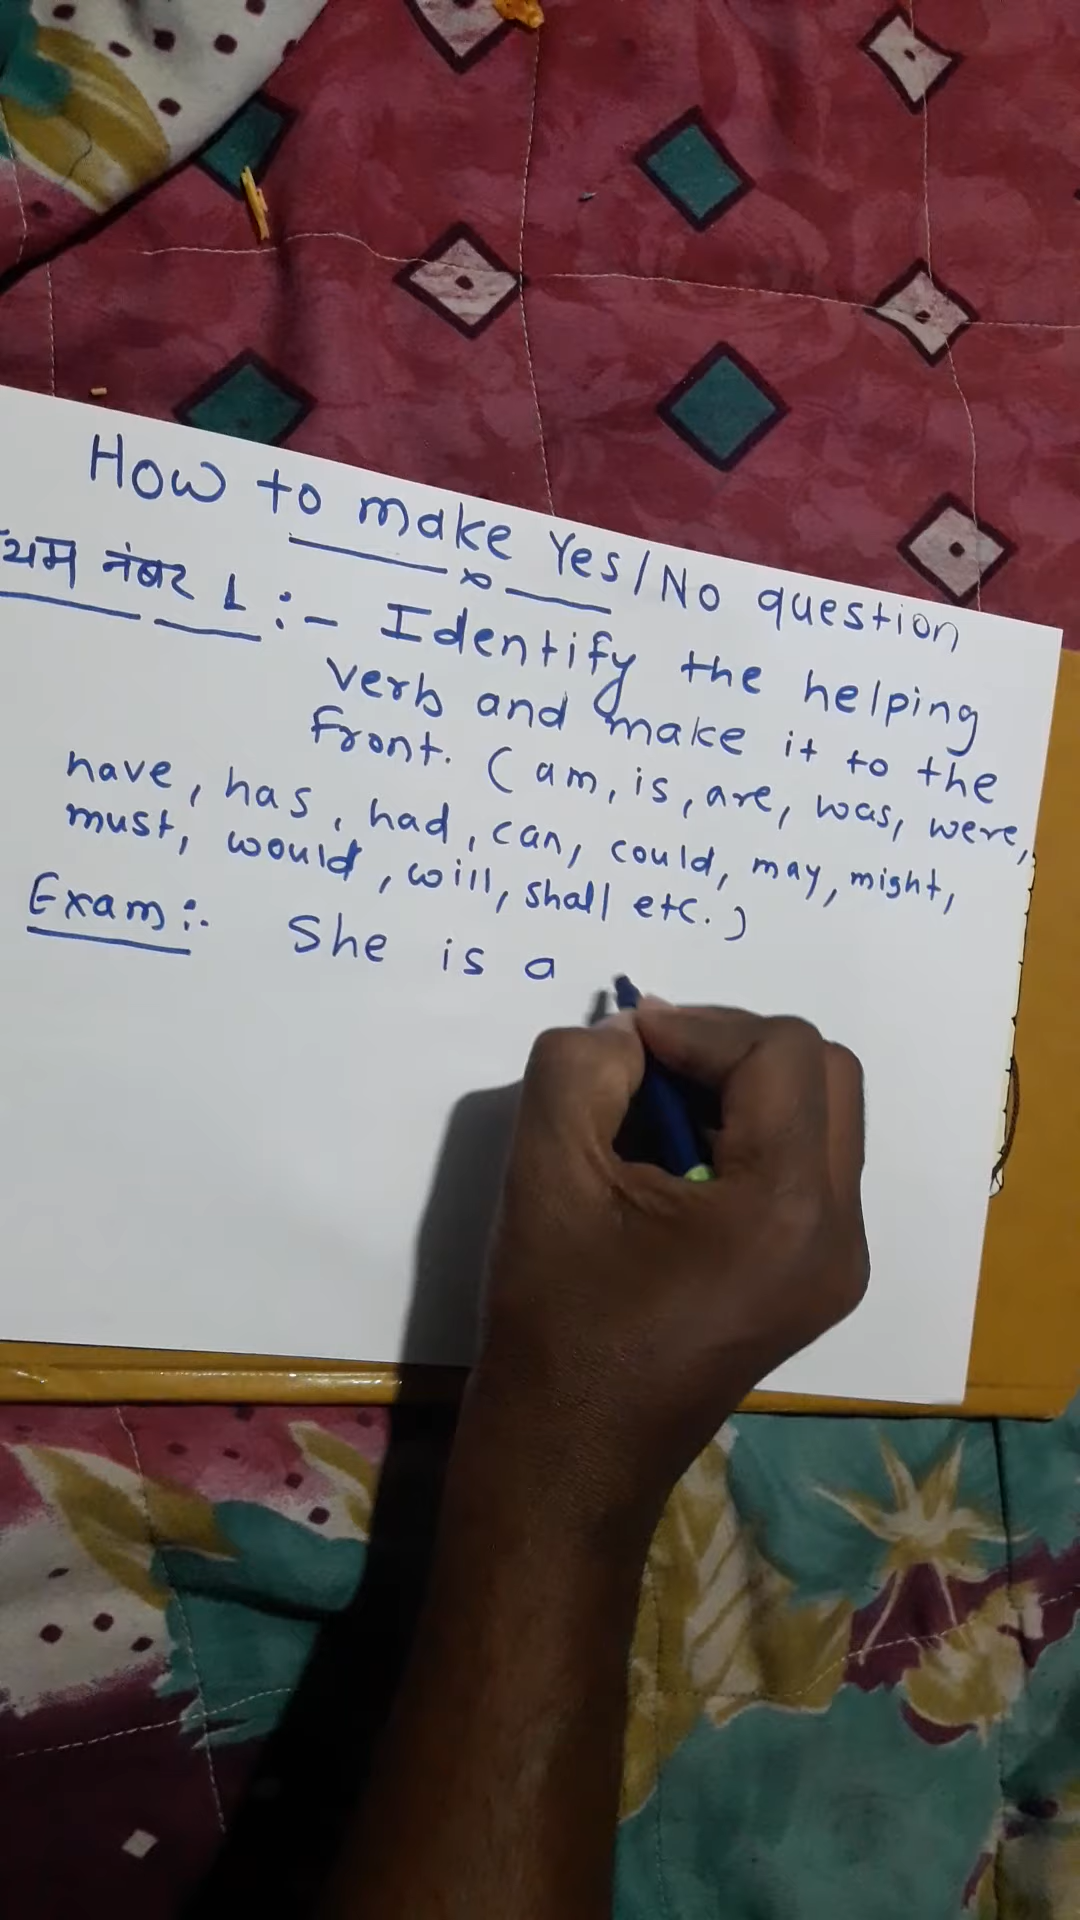 How to make Yes/No question
नंबर 1 :- Identify the helping
verb and make it to the
front. (am, is, are, was, were,
have, has, had, can, could, may, might,
must, would, will, shall etc.)
Exam:- She is a